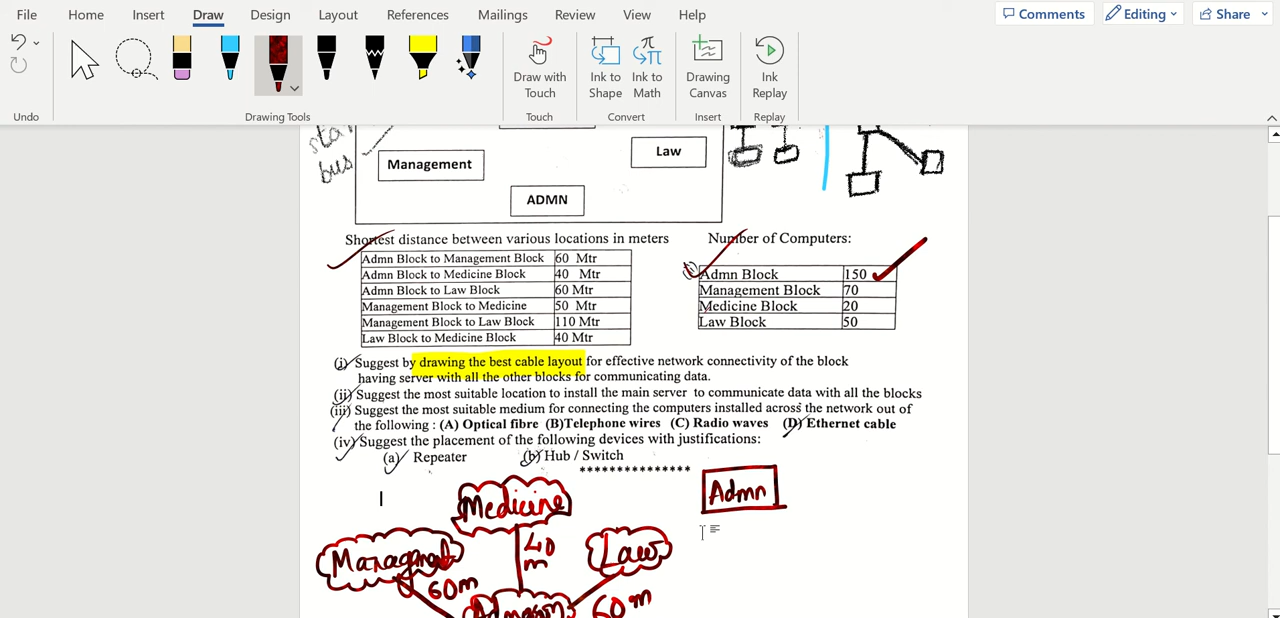 File Home Insert Draw Design Layout References Mailings Review View Help
Comments Editing Share
Draw with Touch
Ink to Shape
Ink to Math
Drawing Canvas
Ink Replay
Undo Drawing Tools Touch Convert Insert Replay
bus
Management
Law
ADMN
Shortest distance between various locations in meters
Admn Block to Management Block 60 Mtr
Admn Block to Medicine Block 40 Mtr
Admn Block to Law Block 60 Mtr
Management Block to Medicine 50 Mtr
Management Block to Law Block 110 Mtr
Law Block to Medicine Block 40 Mtr
Number of Computers:
Admn Block 150
Management Block 70
Medicine Block 20
Law Block 50
(i) Suggest by drawing the best cable layout for effective network connectivity of the block
having server with all the other blocks for communicating data.
(ii) Suggest the most suitable location to install the main server to communicate data with all the blocks
(iii) Suggest the most suitable medium for connecting the computers installed across the network out of
the following : (A) Optical fibre (B)Telephone wires (C) Radio waves (D) Ethernet cable
(iv) Suggest the placement of the following devices with justifications:
(a) Repeater (b) Hub / Switch
***************
Medicine
Admn
40
m
Law
60m
60m